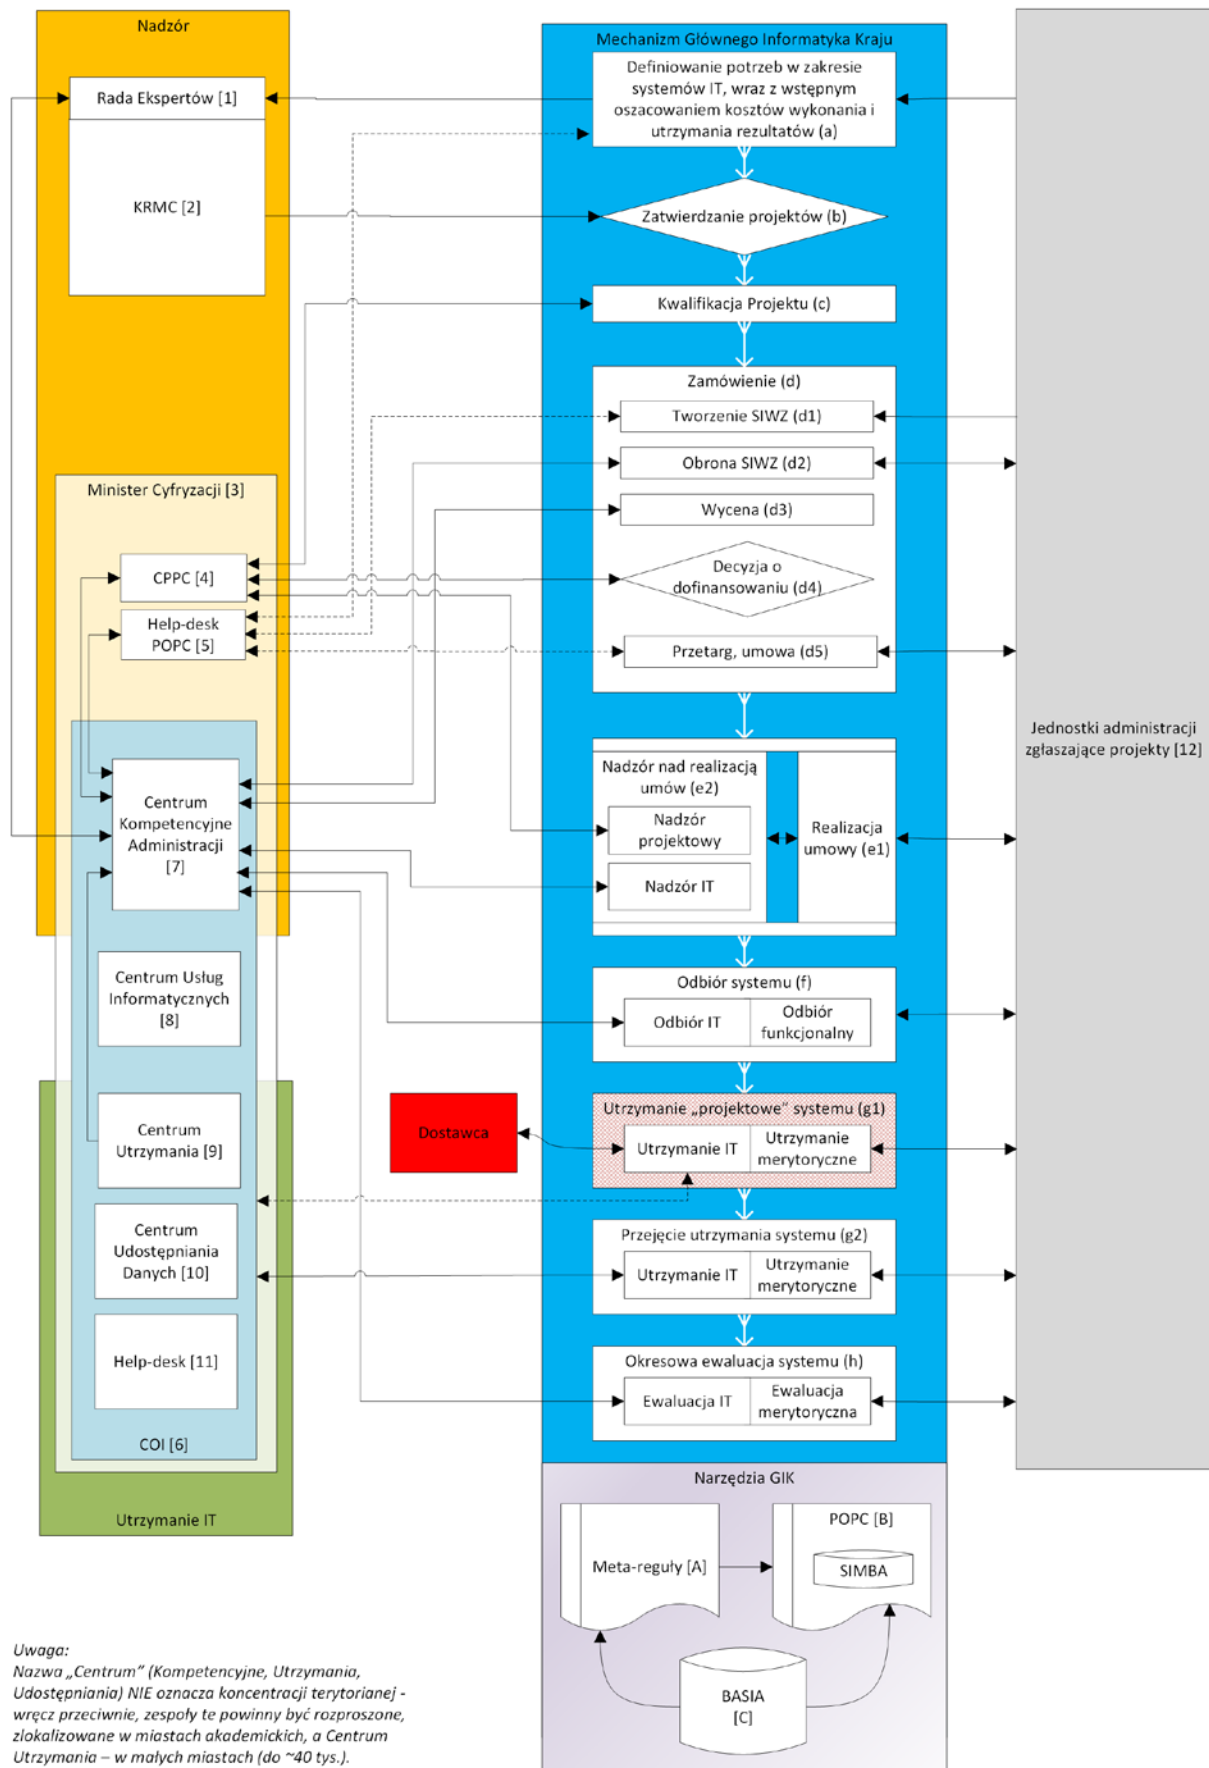 Nadzór
Rada Ekspertów [1]
KRMC [2]
Minister Cyfryzacji [3]
CPPC [4]
Help-desk
POPC [5]
Centrum
Kompetencyjne
Administracji
[7]
Centrum Usług
Informatycznych
[8]
Centrum
Utrzymania [9]
Centrum
Udostępniania
Danych [10]
Help-desk [11]
COI [6]
Utrzymanie IT
Dostawca
Mechanizm Głównego Informatyka Kraju
Definiowanie potrzeb w zakresie
systemów IT, wraz z wstępnym
oszacowaniem kosztów wykonania i
utrzymania rezultatów (a)
Zatwierdzanie projektów (b)
Kwalifikacja Projektu (c)
Zamówienie (d)
Tworzenie SIWZ (d1)
Obrona SIWZ (d2)
Wycena (d3)
Decyzja o
dofinansowaniu (d4)
Przetarg, umowa (d5)
Nadzór nad realizacją
umów (e2)
Nadzór
projektowy
Nadzór IT
Realizacja
umowy (e1)
Odbiór systemu (f)
Odbiór IT
Odbiór
funkcjonalny
Utrzymanie „projektowe” systemu (g1)
Utrzymanie IT
Utrzymanie
merytoryczne
Przejęcie utrzymania systemu (g2)
Utrzymanie IT
Utrzymanie
merytoryczne
Okresowa ewaluacja systemu (h)
Ewaluacja IT
Ewaluacja
merytoryczna
Jednostki administracji
zgłaszające projekty [12]
Narzędzia GIK
Meta-reguły [A]
POPC [B]
SIMBA
BASIA
[C]
Uwaga:
Nazwa „Centrum” (Kompetencyjne, Utrzymania,
Udostępniania) NIE oznacza koncentracji terytorianej -
wręcz przeciwnie, zespoły te powinny być rozproszone,
zlokalizowane w miastach akademickich, a Centrum
Utrzymania – w małych miastach (do ~40 tys.).